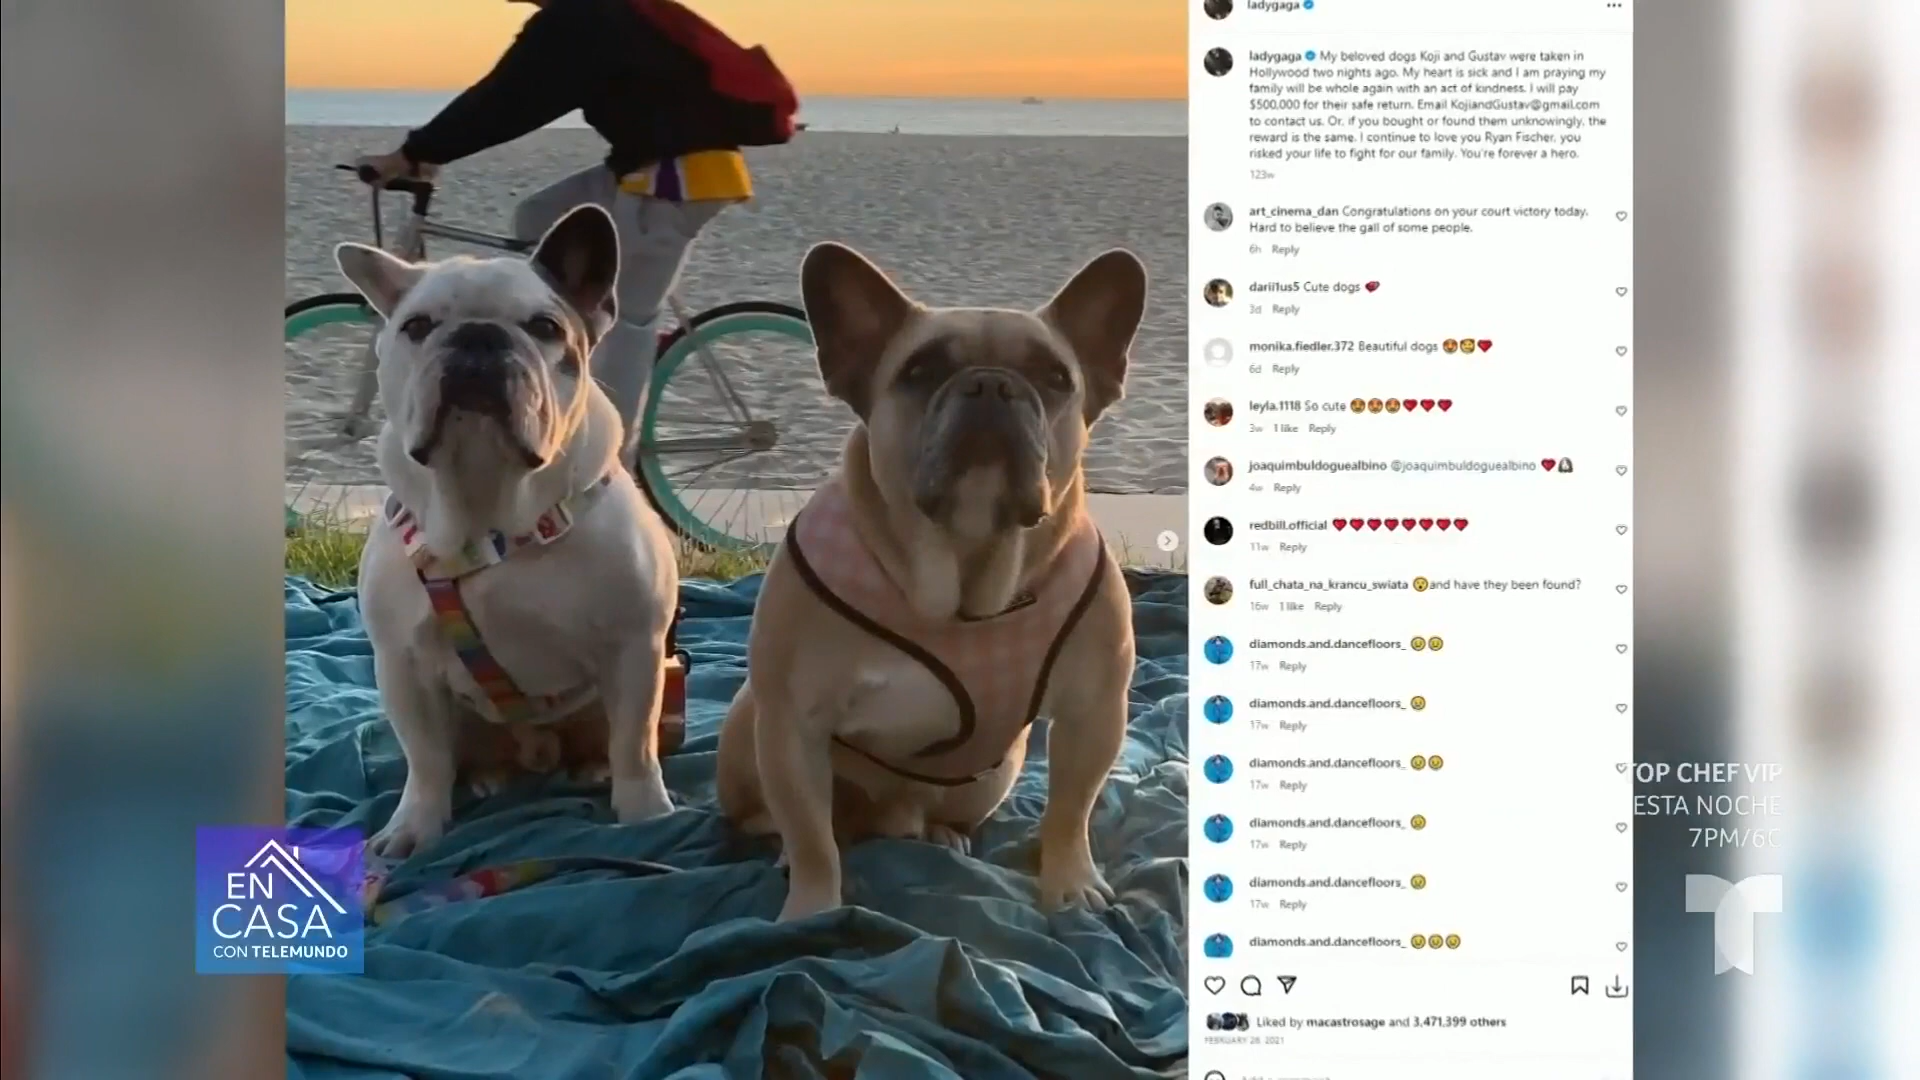 ladygaga
ladygaga My beloved dogs Koji and Gustav were taken in
Hollywood two nights ago. My heart is sick and I am praying my
family will be whole again with an act of kindness. I will pay
$500,000 for their safe return. Email KojiandGustav@gmail.com
to contact us. Or, if you bought or found them unknowingly, the
reward is the same. I continue to love you Ryan Fischer, you
risked your life to fight for our family. You're forever a hero.
123w
art_cinema_dan Congratulations on your court victory today.
Hard to believe the gall of some people.
6h Reply
darii1us5 Cute dogs
3d Reply
monika.fiedler.372 Beautiful dogs
6d Reply
leyla.1118 So cute
3w 1 like Reply
joaquimbuldoguealbino @joaquimbuldoguealbino
4w Reply
redbill.official
11w Reply
full_chata_na_krancu_swiata and have they been found?
16w 1 like Reply
diamonds.and.dancefloors_
17w Reply
diamonds.and.dancefloors_
17w Reply
diamonds.and.dancefloors_
17w Reply
diamonds.and.dancefloors_
17w Reply
diamonds.and.dancefloors_
17w Reply
diamonds.and.dancefloors_
Liked by macastrosage and 3,471,399 others
FEBRUARY 26, 2021
EN
CASA
CON TELEMUNDO
TOP CHEF VIP
ESTA NOCHE
7PM/6C